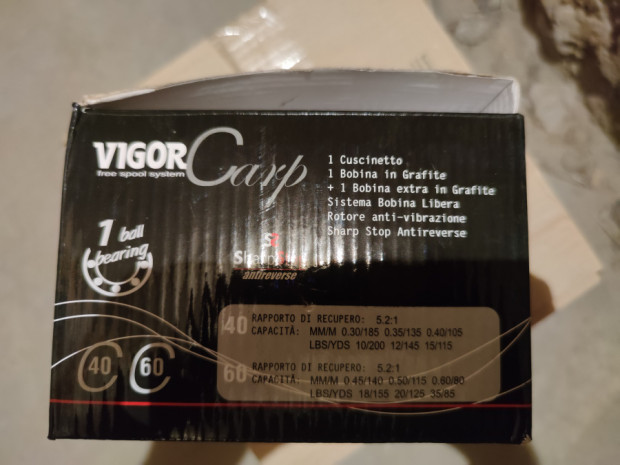 VIGOR Carp
free spool system
1 Cuscinetto
1 Bobina in Grafite
+ 1 Bobina extra in Grafite
Sistema Bobina Libera
Rotore anti-vibrazione
Sharp Stop Antireverse
1 ball
bearing
Sharp
antireverse
40 RAPPORTO DI RECUPERO: 5.2:1
CAPACITÀ: MM/M 0.30/185 0.35/135 0.40/105
LBS/YDS 10/200 12/145 15/115
60 RAPPORTO DI RECUPERO: 5.2:1
CAPACITÀ: MM/M 0.45/140 0.50/115 0.60/80
LBS/YDS 18/155 20/125 35/85
40 60